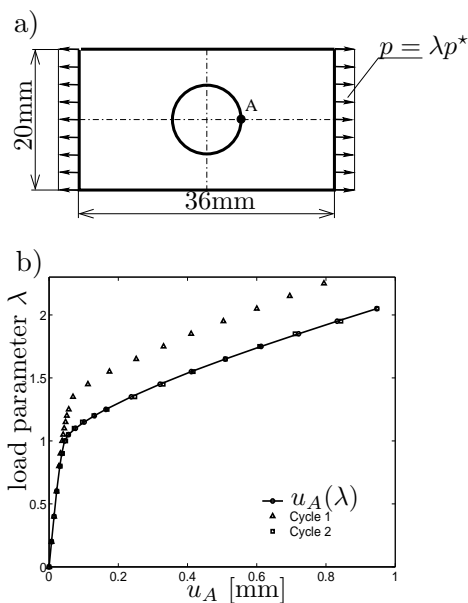 a)
p = λp⋆
A
20mm
36mm
b)
load parameter λ
2
1.5
1
0.5
0
u_A(λ)
Cycle 1
Cycle 2
0 0.2 0.4 0.6 0.8 1
u_A [mm]